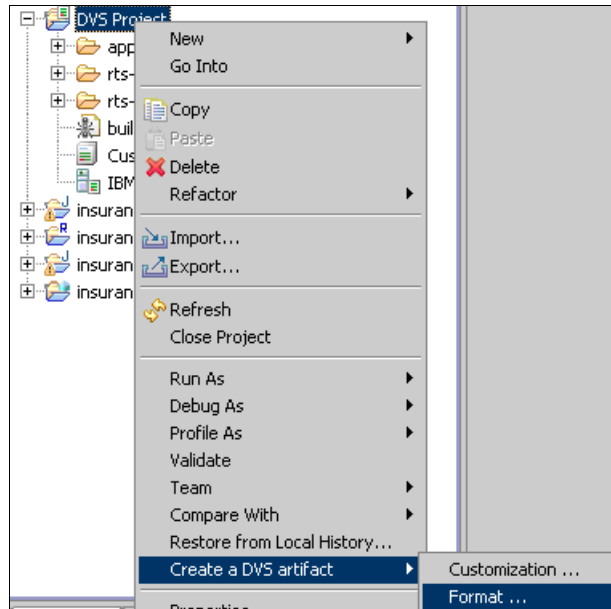 DVS Project
New
app
Go Into
rts-
rts-
Copy
buil
Paste
Cus
Delete
IBM
Refactor
insuran
insuran
Import...
insuran
Export...
insuran
Refresh
Close Project
Run As
Debug As
Profile As
Validate
Team
Compare With
Restore from Local History...
Create a DVS artifact
Customization ...
Format ...
Properties